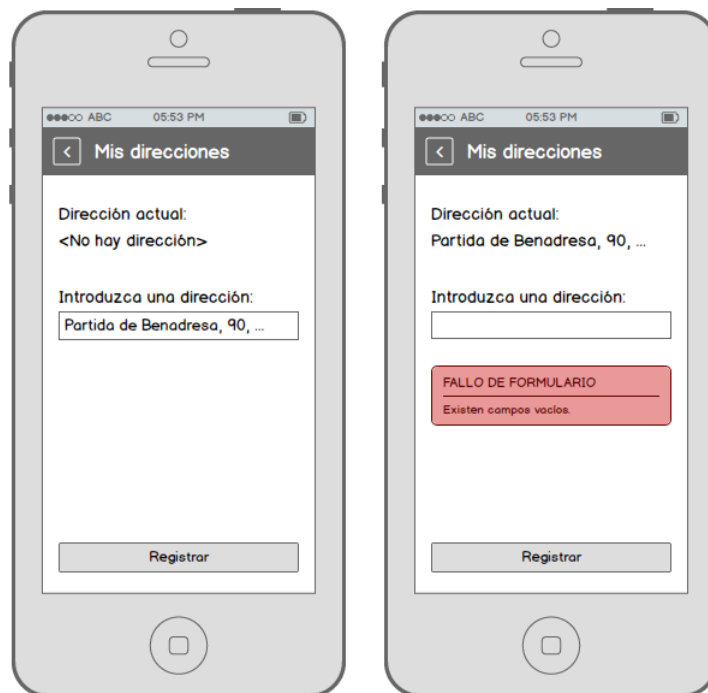 ABC 05:53 PM
< Mis direcciones
Dirección actual:
<No hay dirección>
Introduzca una dirección:
Partida de Benadresa, 90, ...
Registrar
ABC 05:53 PM
< Mis direcciones
Dirección actual:
Partida de Benadresa, 90, ...
Introduzca una dirección:
FALLO DE FORMULARIO
Existen campos vacíos.
Registrar